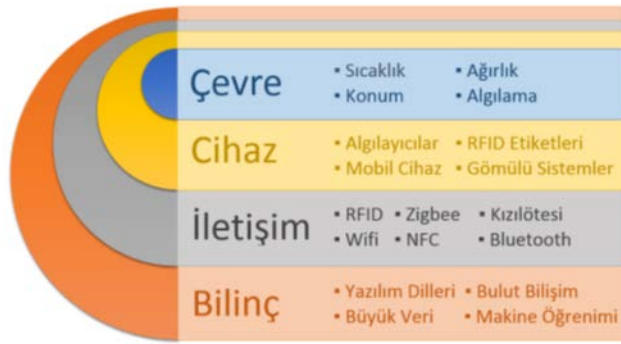 Çevre
▪ Sıcaklık ▪ Ağırlık
▪ Konum ▪ Algılama
Cihaz
▪ Algılayıcılar ▪ RFID Etiketleri
▪ Mobil Cihaz ▪ Gömülü Sistemler
İletişim
▪ RFID ▪ Zigbee ▪ Kızılötesi
▪ Wifi ▪ NFC ▪ Bluetooth
Bilinç
▪ Yazılım Dilleri ▪ Bulut Bilişim
▪ Büyük Veri ▪ Makine Öğrenimi